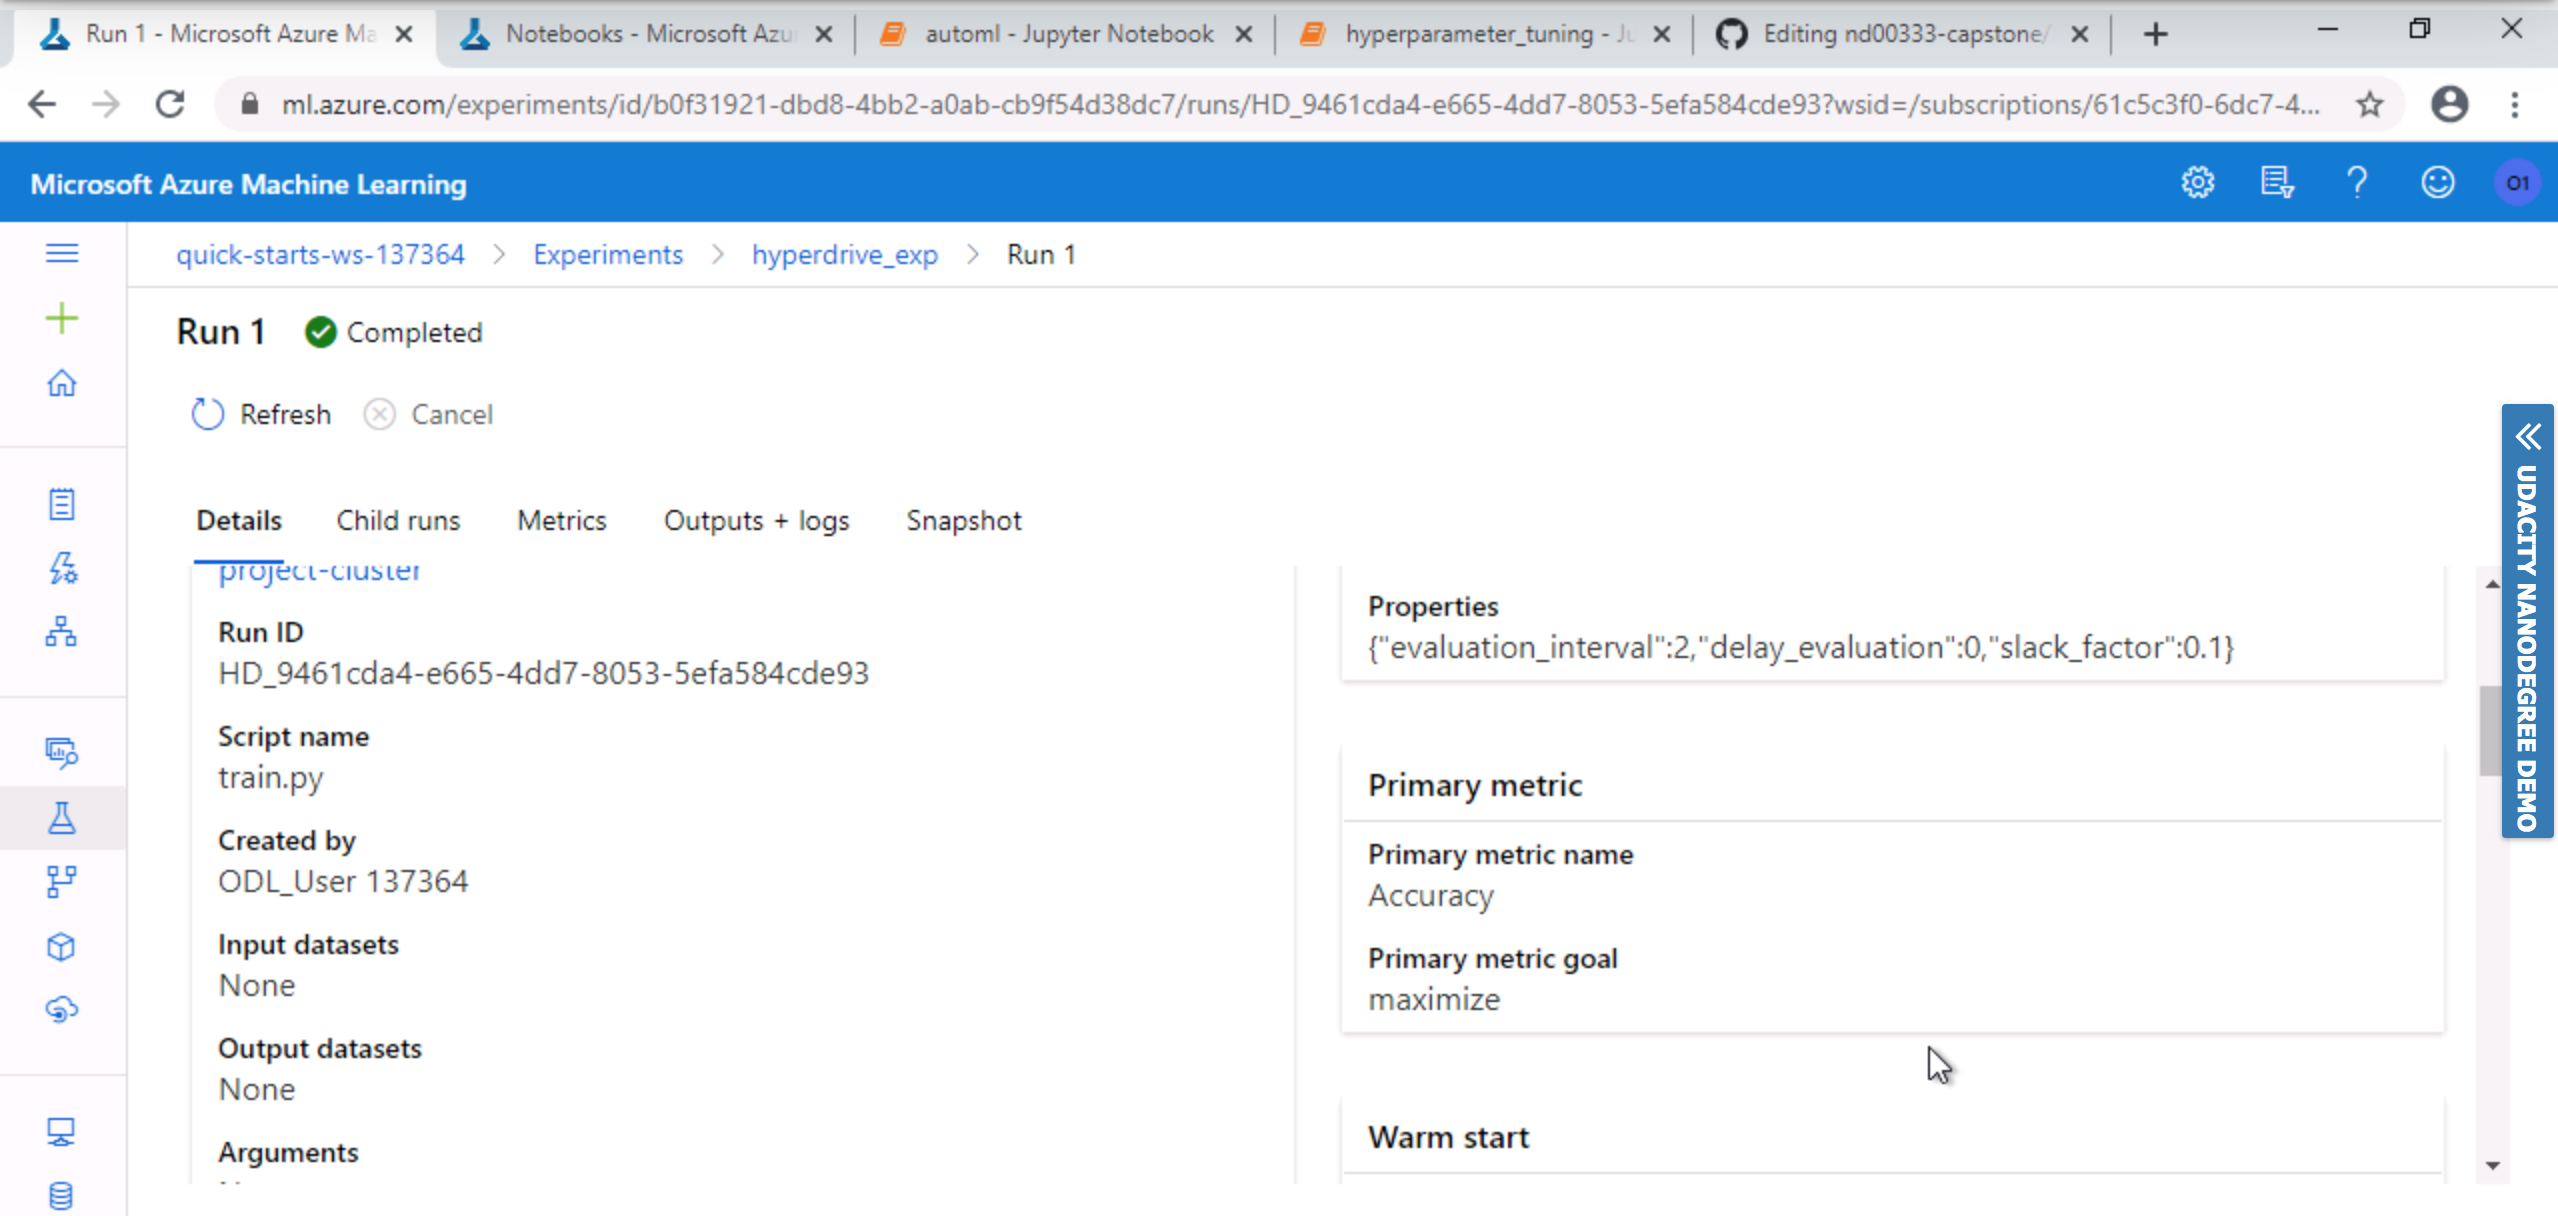 Run 1 - Microsoft Azure Ma
Notebooks - Microsoft Azu
automl - Jupyter Notebook
hyperparameter_tuning - Ju
Editing nd00333-capstone/
ml.azure.com/experiments/id/b0f31921-dbd8-4bb2-a0ab-cb9f54d38dc7/runs/HD_9461cda4-e665-4dd7-8053-5efa584cde93?wsid=/subscriptions/61c5c3f0-6dc7-4...
Microsoft Azure Machine Learning
O1
quick-starts-ws-137364 > Experiments > hyperdrive_exp > Run 1
Run 1 Completed
Refresh Cancel
Details Child runs Metrics Outputs + logs Snapshot
project-cluster
Run ID
HD_9461cda4-e665-4dd7-8053-5efa584cde93
Script name
train.py
Created by
ODL_User 137364
Input datasets
None
Output datasets
None
Arguments
Properties
{"evaluation_interval":2,"delay_evaluation":0,"slack_factor":0.1}
Primary metric
Primary metric name
Accuracy
Primary metric goal
maximize
Warm start
UDACITY NANODEGREE DEMO